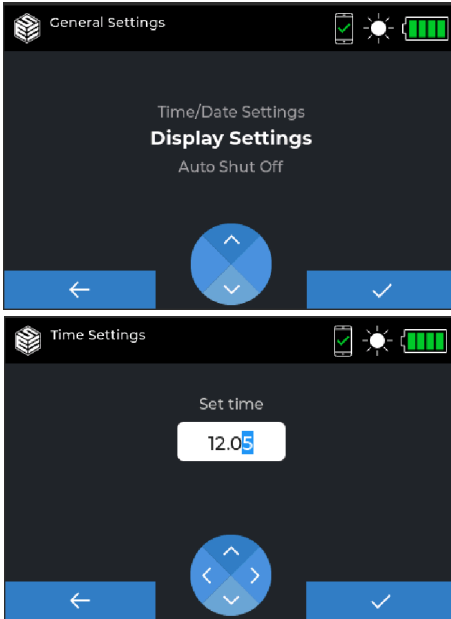 General Settings
Time/Date Settings
Display Settings
Auto Shut Off
Time Settings
Set time
12.05